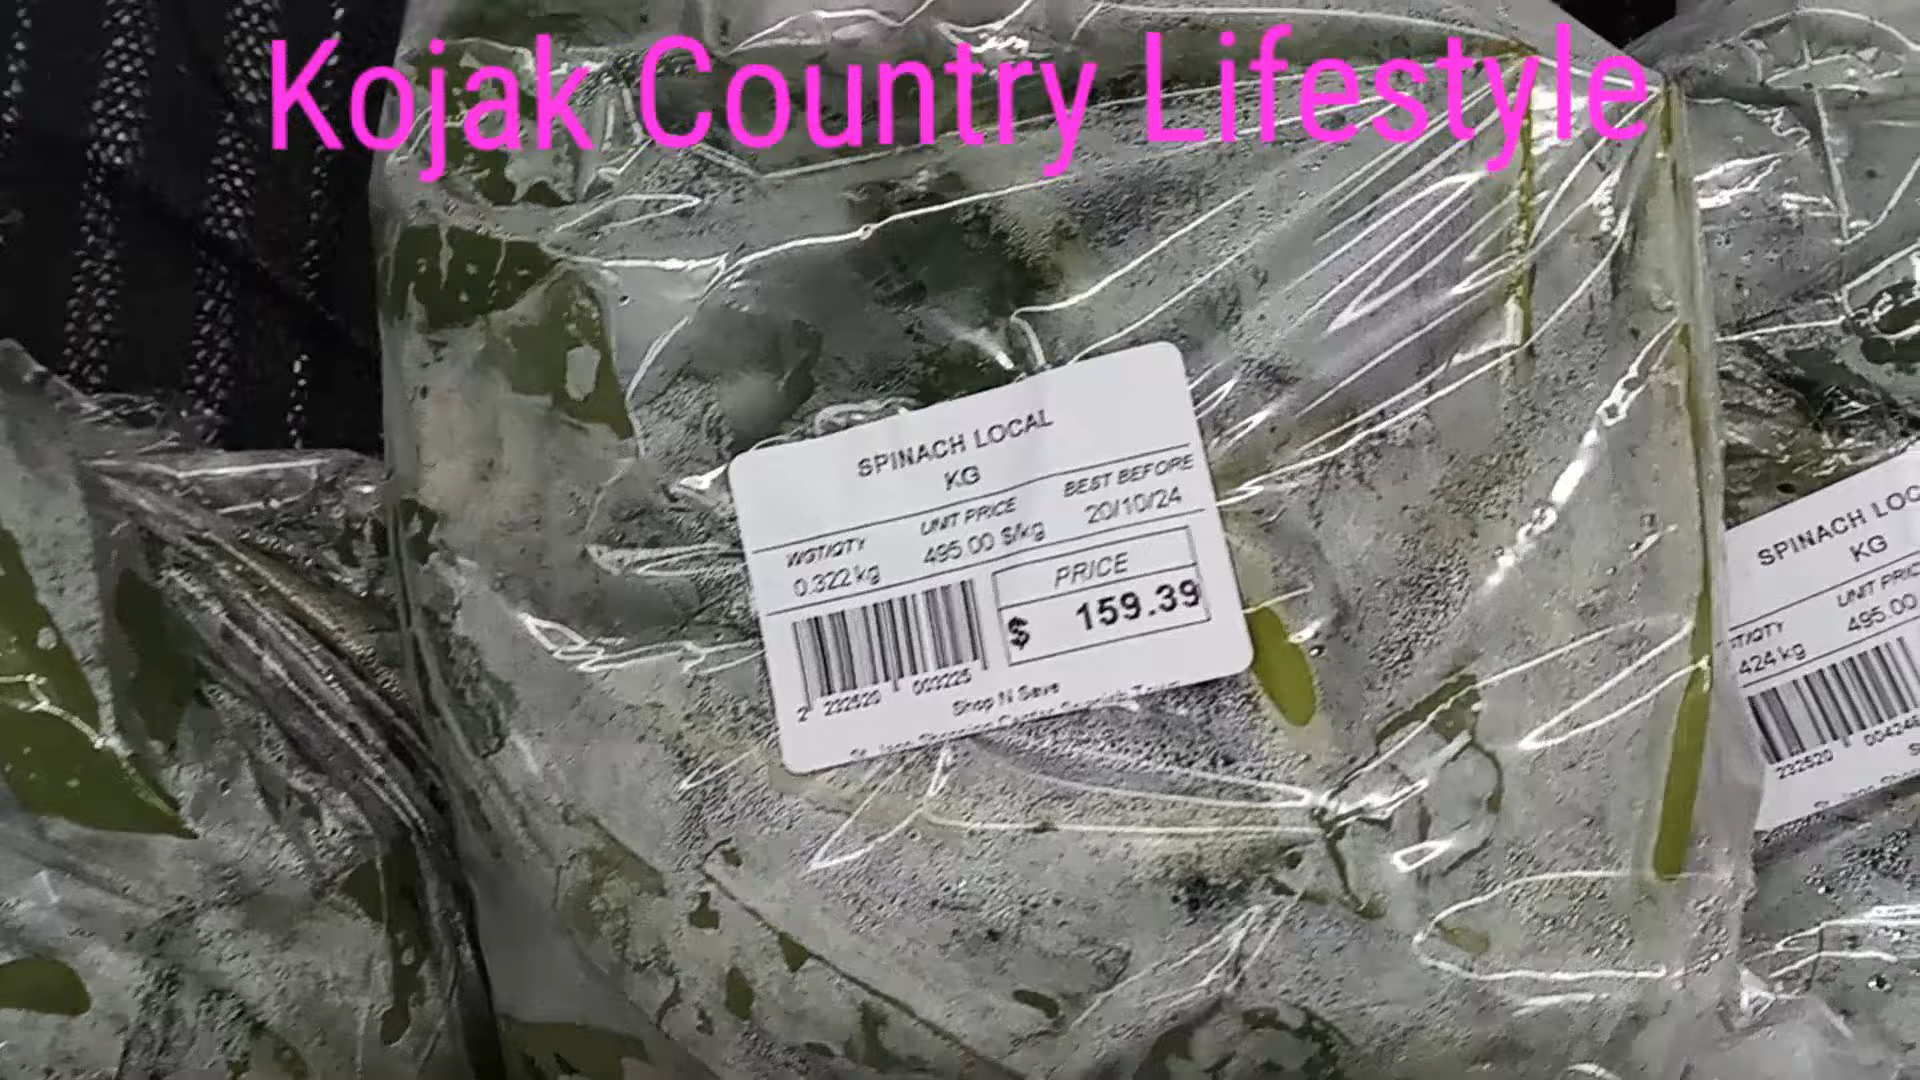 Kojak Country Lifestyle
SPINACH LOCAL
KG
WGT/QTY UNIT PRICE BEST BEFORE
0.322 kg 495.00 $/kg 20/10/24
PRICE
$ 159.39
2 232520 003225
Shop N Save
SPINACH LOC
KG
UNIT PRIC
T/QTY 495.00
424 kg
232520